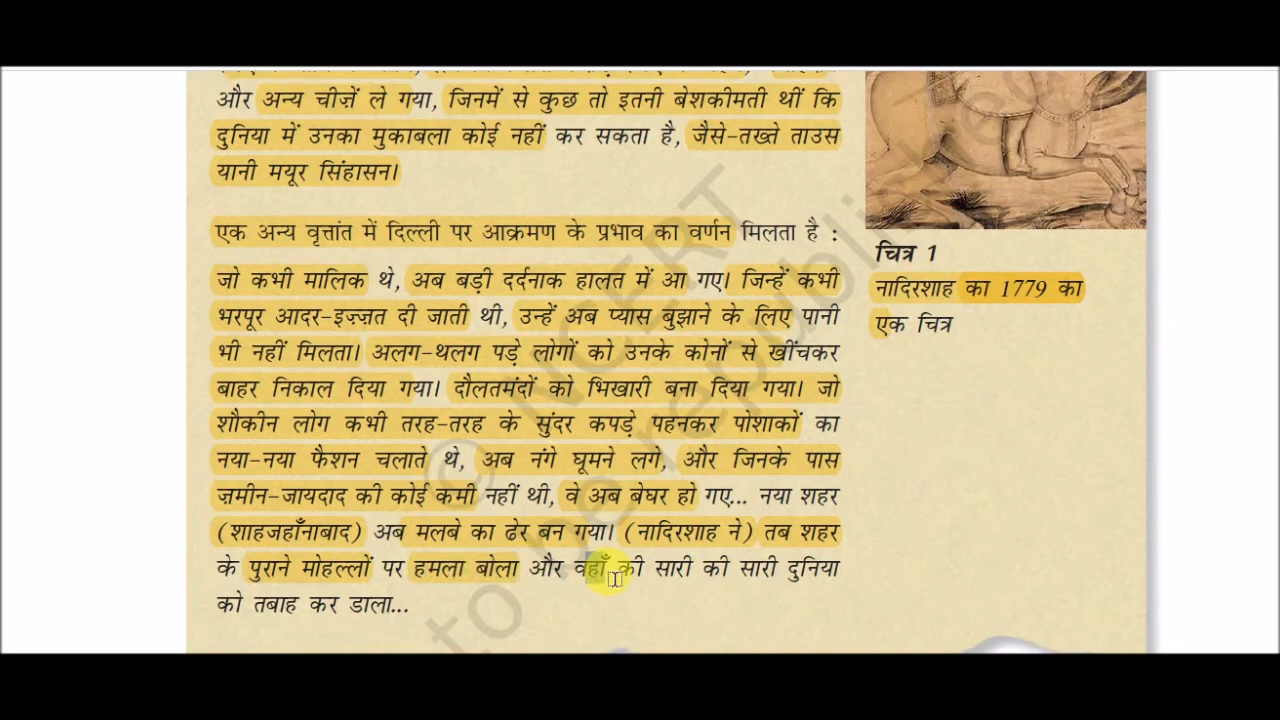 और अन्य चीज़ें ले गया, जिनमें से कुछ तो इतनी बेशकीमती थीं कि
दुनिया में उनका मुकाबला कोई नहीं कर सकता है, जैसे-तख्ते ताउस
यानी मयूर सिंहासन।
एक अन्य वृत्तांत में दिल्ली पर आक्रमण के प्रभाव का वर्णन मिलता है :
जो कभी मालिक थे, अब बड़ी दर्दनाक हालत में आ गए। जिन्हें कभी
भरपूर आदर-इज़्ज़त दी जाती थी, उन्हें अब प्यास बुझाने के लिए पानी
भी नहीं मिलता। अलग-थलग पड़े लोगों को उनके कोनों से खींचकर
बाहर निकाल दिया गया। दौलतमंदों को भिखारी बना दिया गया। जो
शौकीन लोग कभी तरह-तरह के सुंदर कपड़े पहनकर पोशाकों का
नया-नया फैशन चलाते थे, अब नंगे घूमने लगे, और जिनके पास
ज़मीन-जायदाद की कोई कमी नहीं थी, वे अब बेघर हो गए... नया शहर
(शाहजहाँनाबाद) अब मलबे का ढेर बन गया। (नादिरशाह ने) तब शहर
के पुराने मोहल्लों पर हमला बोला और वहाँ की सारी की सारी दुनिया
को तबाह कर डाला...
चित्र 1
नादिरशाह का 1779 का
एक चित्र
© NCERT
to be republi